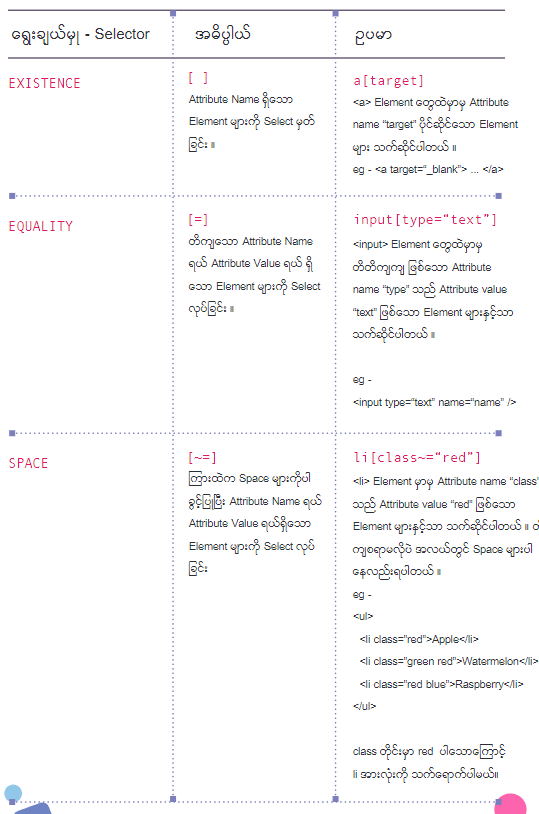 ရွေးချယ်မှု - Selector
အဓိပ္ပါယ်
ဥပမာ
EXISTENCE
[ ]
Attribute Name ရှိသော
Element များကို Select မှတ်
ခြင်း ။
a[target]
<a> Element တွေထဲမှာမှ Attribute
name “target” ပိုင်ဆိုင်သော Element
များ သက်ဆိုင်ပါတယ် ။
eg - <a target=“_blank”> ... </a>
EQUALITY
[=]
တိကျသော Attribute Name
ရယ် Attribute Value ရယ် ရှိ
သော Element များကို Select
လုပ်ခြင်း ။
input[type=“text”]
<input> Element တွေထဲမှာမှ
တိတိကျကျ ဖြစ်သော Attribute
name “type” သည် Attribute value
“text” ဖြစ်သော Element များနှင့်သာ
သက်ဆိုင်ပါတယ် ။
eg -
<input type=“text” name=“name” />
SPACE
[~=]
ကြားထဲက Space များကိုပါ
ခွင့်ပြုပြီး Attribute Name ရယ်
Attribute Value ရယ်ရှိသော
Element များကို Select လုပ်
ခြင်း
li[class~=“red”]
<li> Element မှာမှ Attribute name “class”
သည် Attribute value “red” ဖြစ်သော
Element များနှင့်သာ သက်ဆိုင်ပါတယ် ။
ကျစရာမလိုပဲ အလယ်တွင် Space များပါ
နေလည်းရပါတယ် ။
eg -
<ul>
<li class=”red”>Apple</li>
<li class=”green red”>Watermelon</li>
<li class=”red blue”>Raspberry</li>
</ul>
class တိုင်းမှာ red ပါသောကြောင့်
li အားလုံးကို သက်ရောက်ပါမယ်။